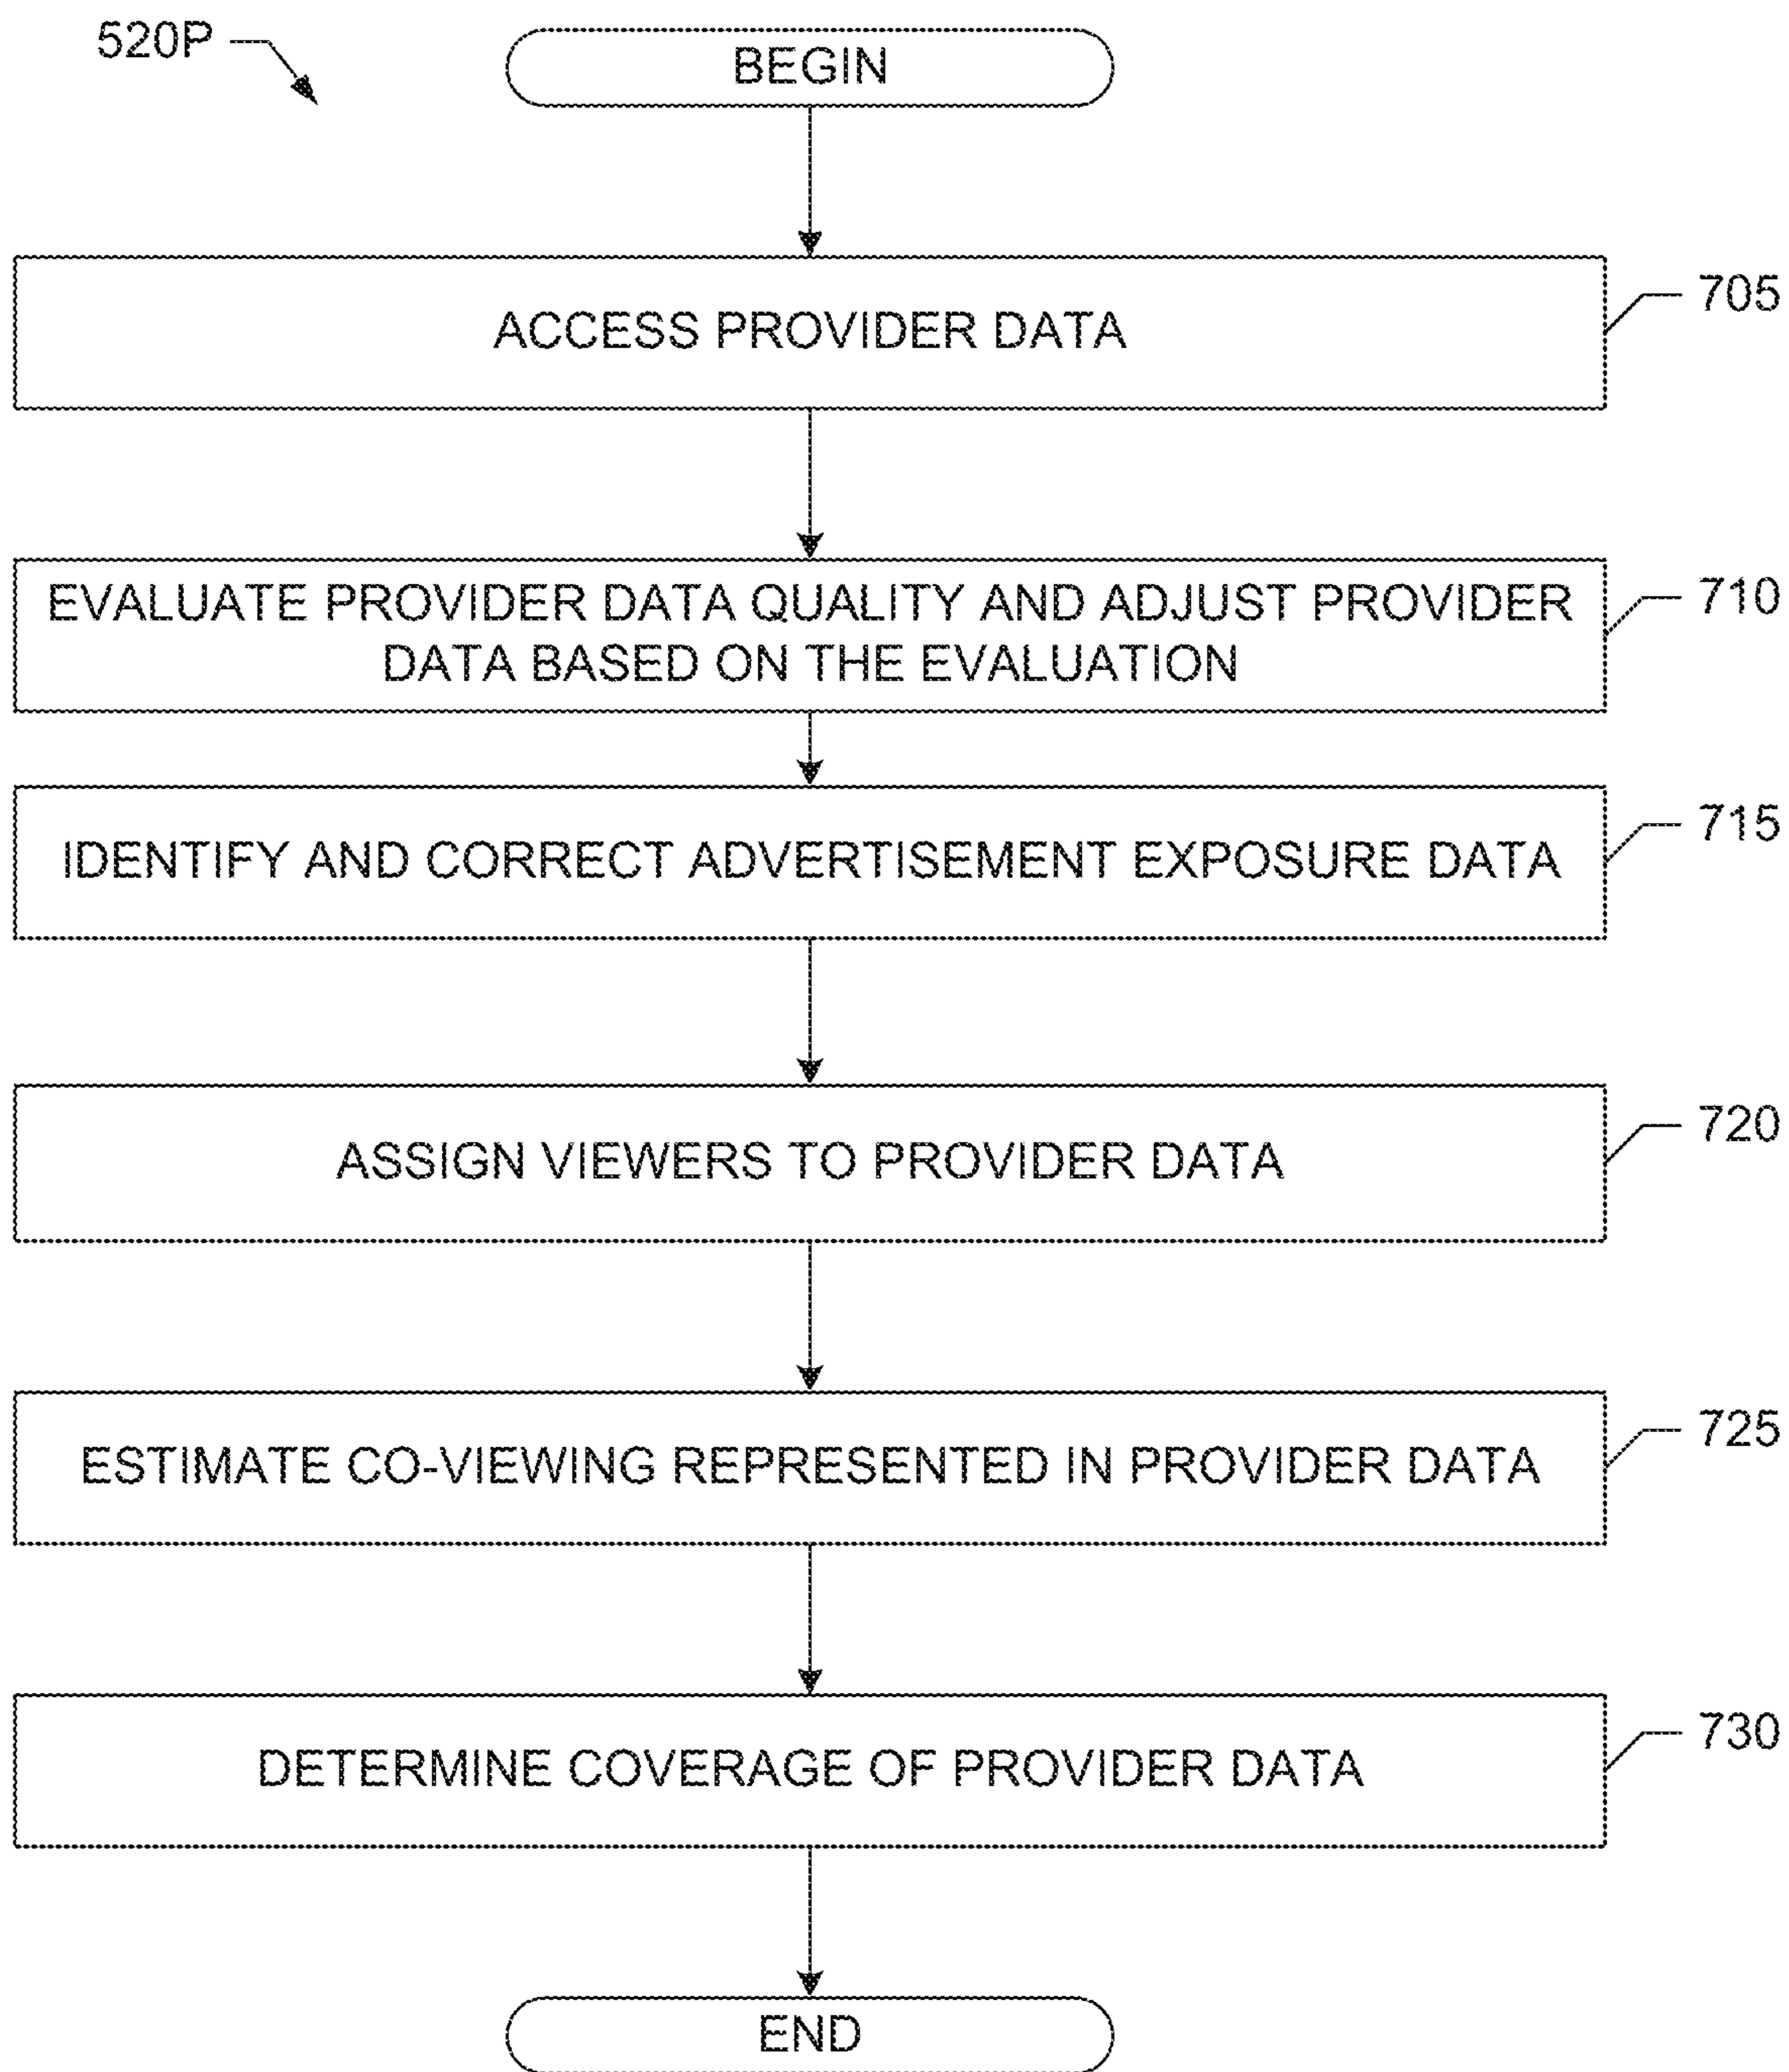 520P
BEGIN
ACCESS PROVIDER DATA
705
EVALUATE PROVIDER DATA QUALITY AND ADJUST PROVIDER
DATA BASED ON THE EVALUATION
710
IDENTIFY AND CORRECT ADVERTISEMENT EXPOSURE DATA
715
ASSIGN VIEWERS TO PROVIDER DATA
720
ESTIMATE CO-VIEWING REPRESENTED IN PROVIDER DATA
725
DETERMINE COVERAGE OF PROVIDER DATA
730
END